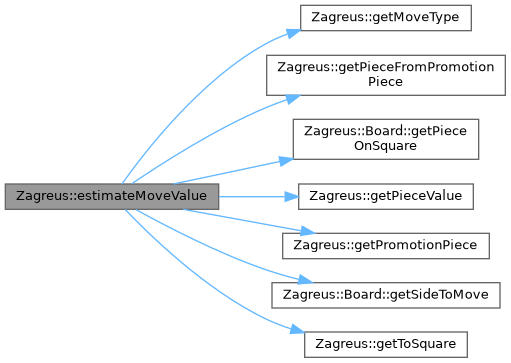 Zagreus::getMoveType
Zagreus::getPieceFromPromotion
Piece
Zagreus::Board::getPiece
OnSquare
Zagreus::estimateMoveValue
Zagreus::getPieceValue
Zagreus::getPromotionPiece
Zagreus::Board::getSideToMove
Zagreus::getToSquare